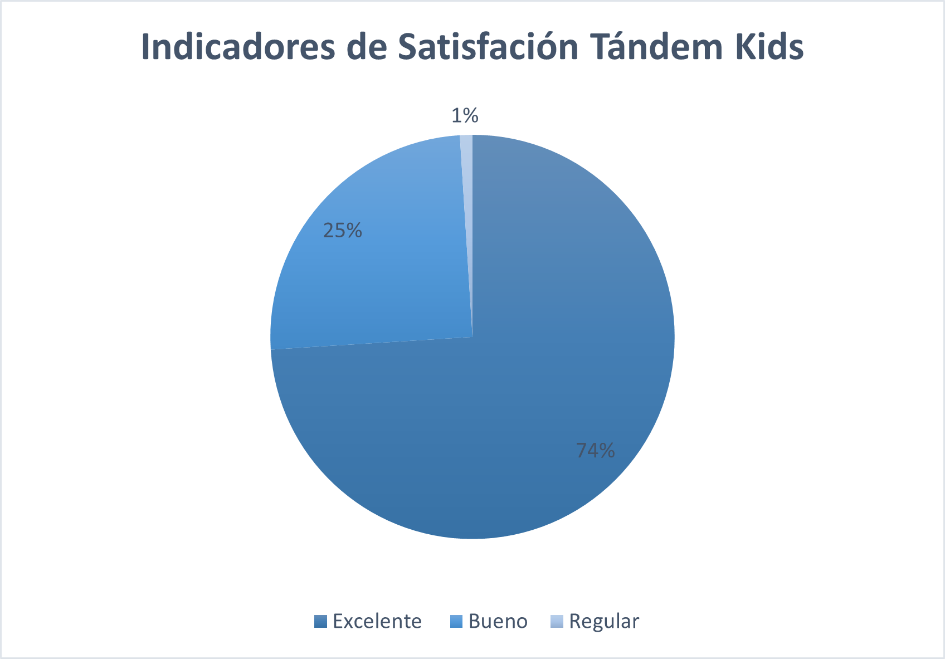 Indicadores de Satisfación Tándem Kids
1%
25%
74%
Excelente Bueno Regular